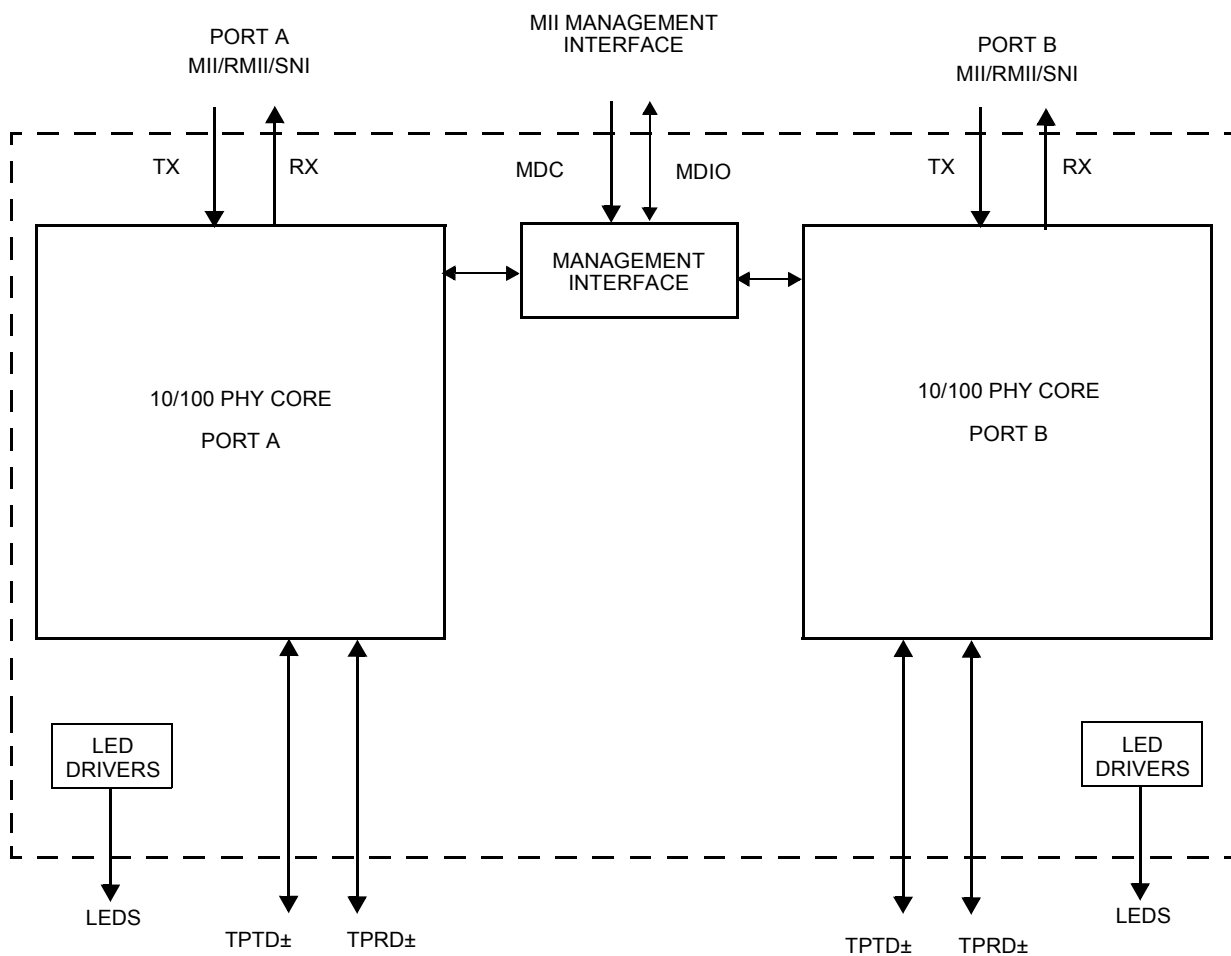 PORT A
MII/RMII/SNI
MII MANAGEMENT
INTERFACE
PORT B
MII/RMII/SNI
TX
RX
MDC
MDIO
TX
RX
MANAGEMENT
INTERFACE
10/100 PHY CORE
PORT A
10/100 PHY CORE
PORT B
LED
DRIVERS
LED
DRIVERS
LEDS
TPTD±
TPRD±
TPTD±
TPRD±
LEDS